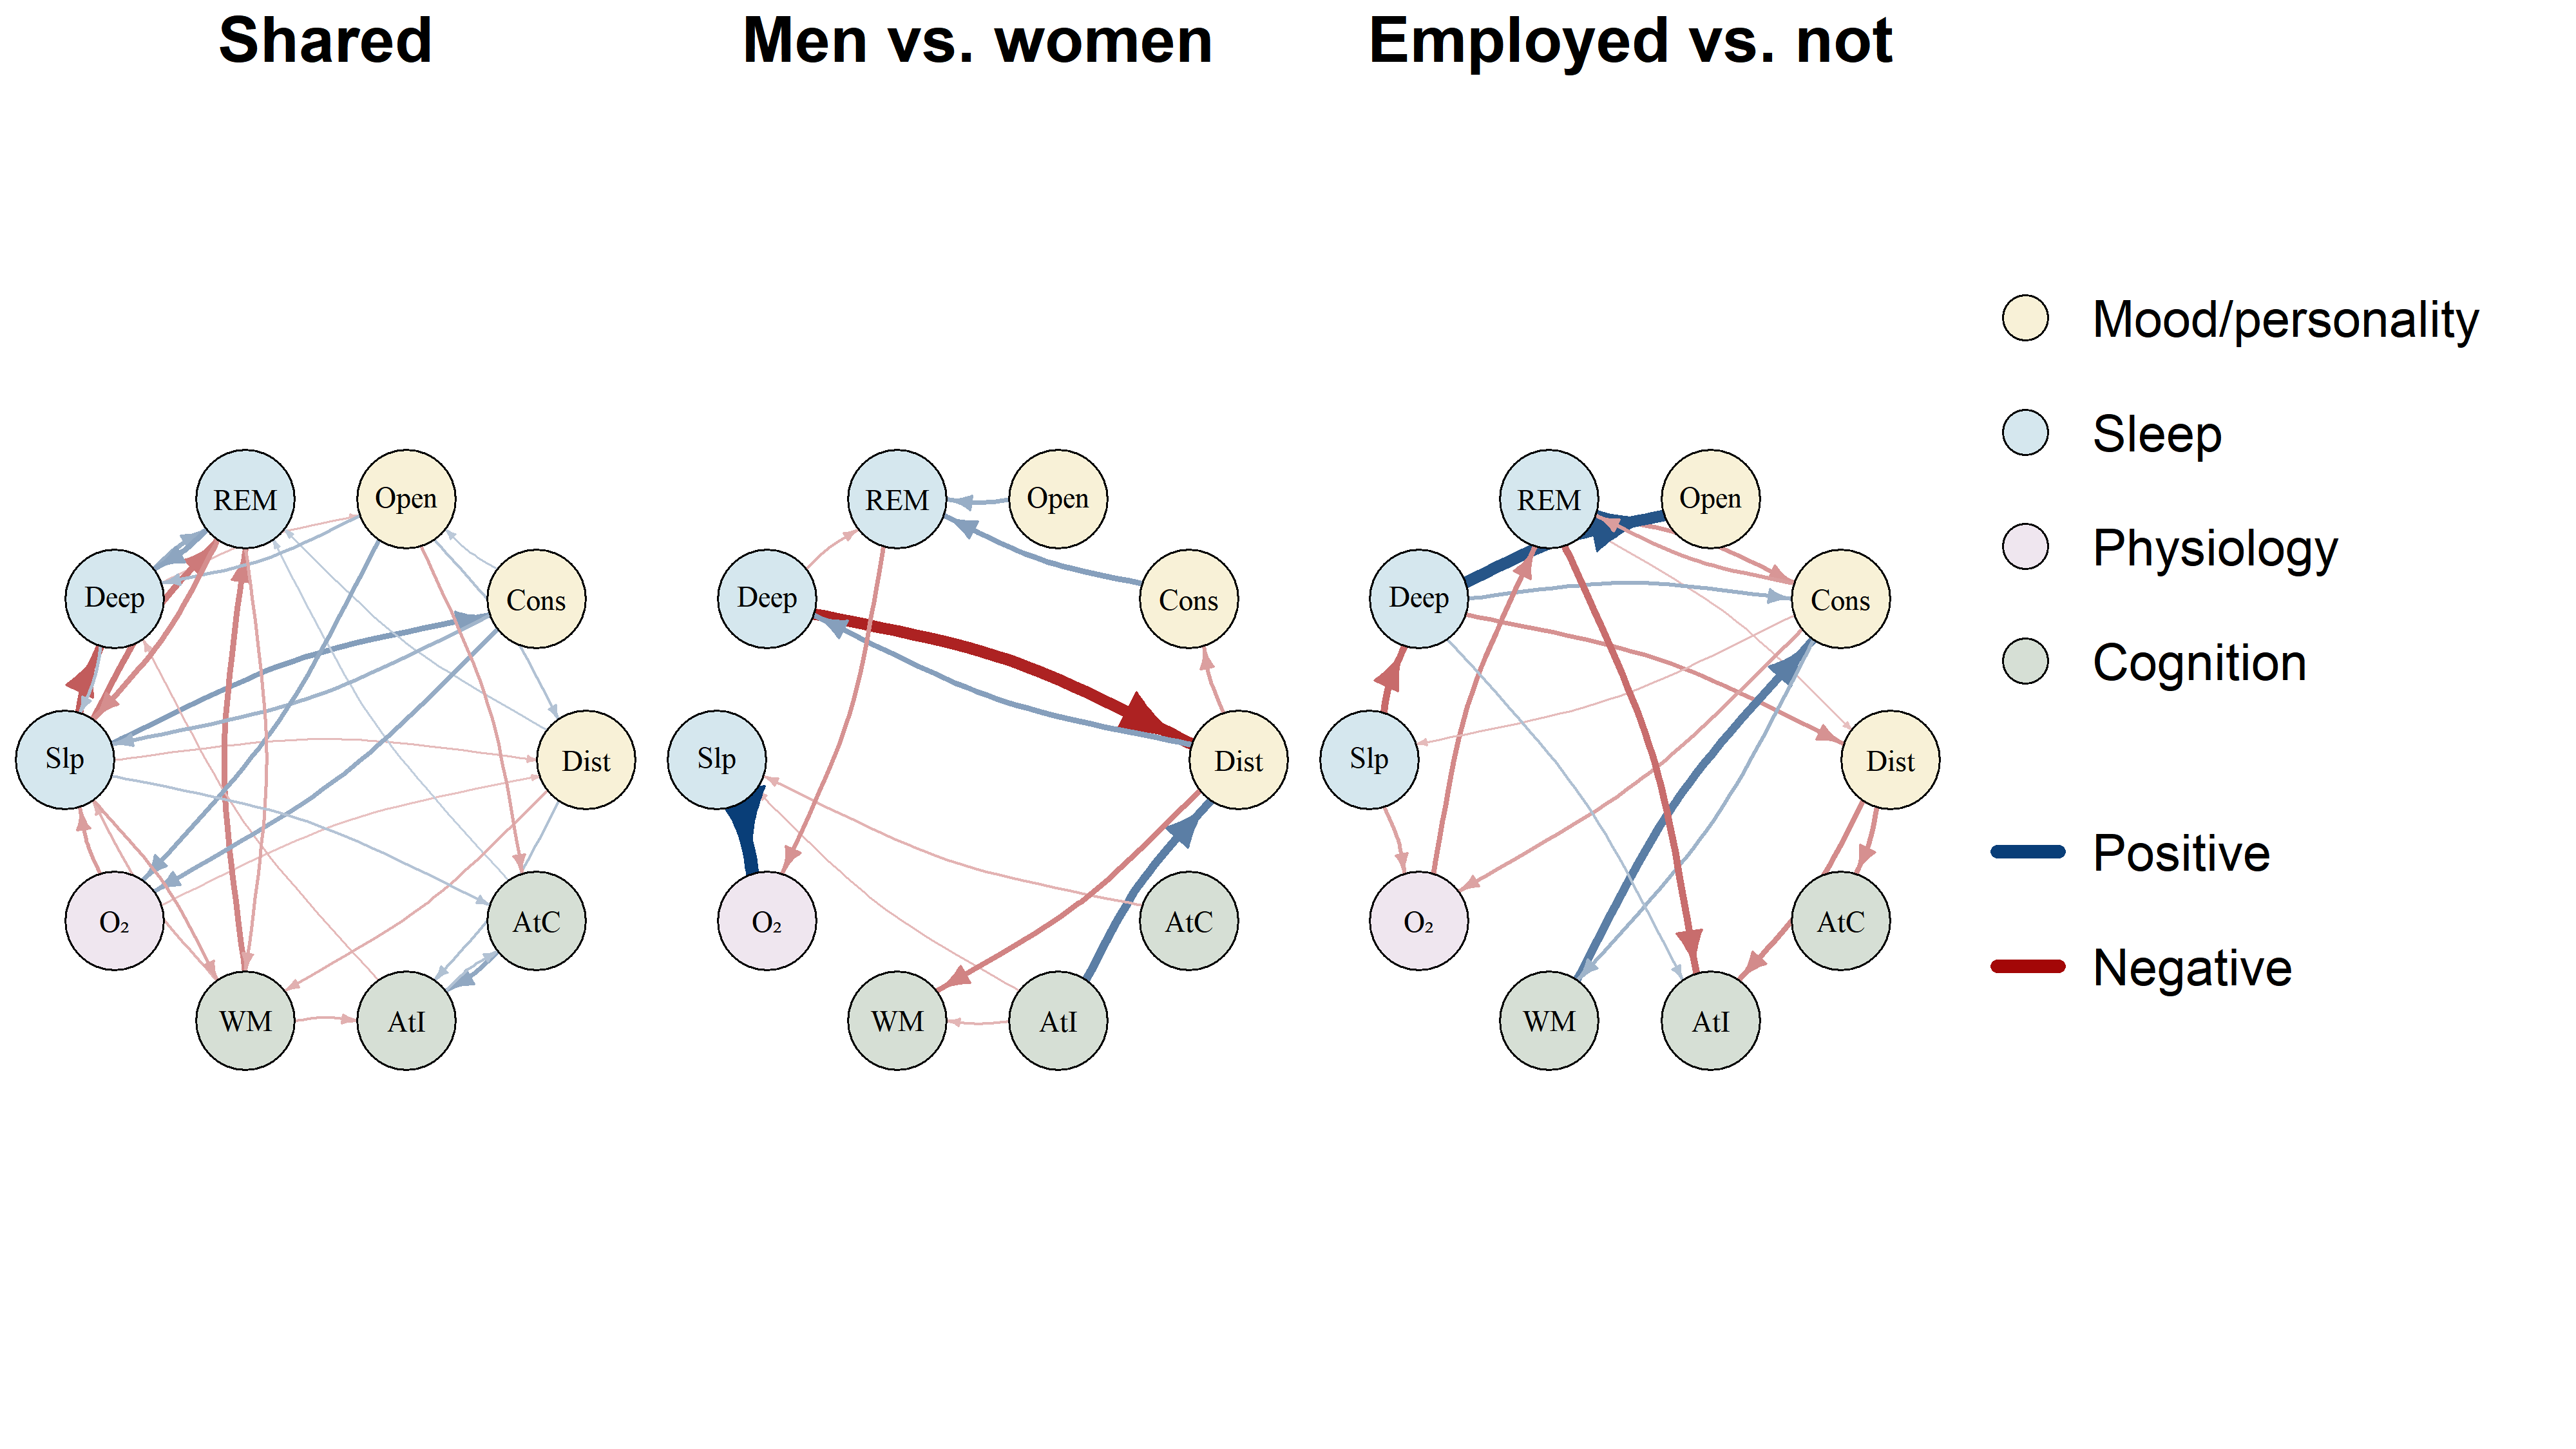 Shared
Men vs. women
Employed vs. not
REM
Open
Deep
Cons
Slp
Dist
O₂
AtC
WM
AtI
REM
Open
Deep
Cons
Slp
Dist
O₂
AtC
WM
AtI
REM
Open
Deep
Cons
Slp
Dist
O₂
AtC
WM
AtI
Mood/personality
Sleep
Physiology
Cognition
Positive
Negative